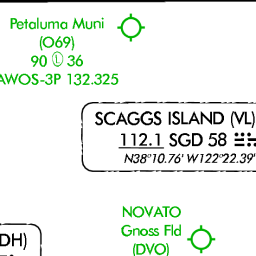 Petaluma Muni
(O69)
90 Ⓛ 36
AWOS-3P 132.325
SCAGGS ISLAND (VL)
112.1 SGD 58
N38°10.76' W122°22.39'
NOVATO
Gnoss Fld
(DVO)
DH)